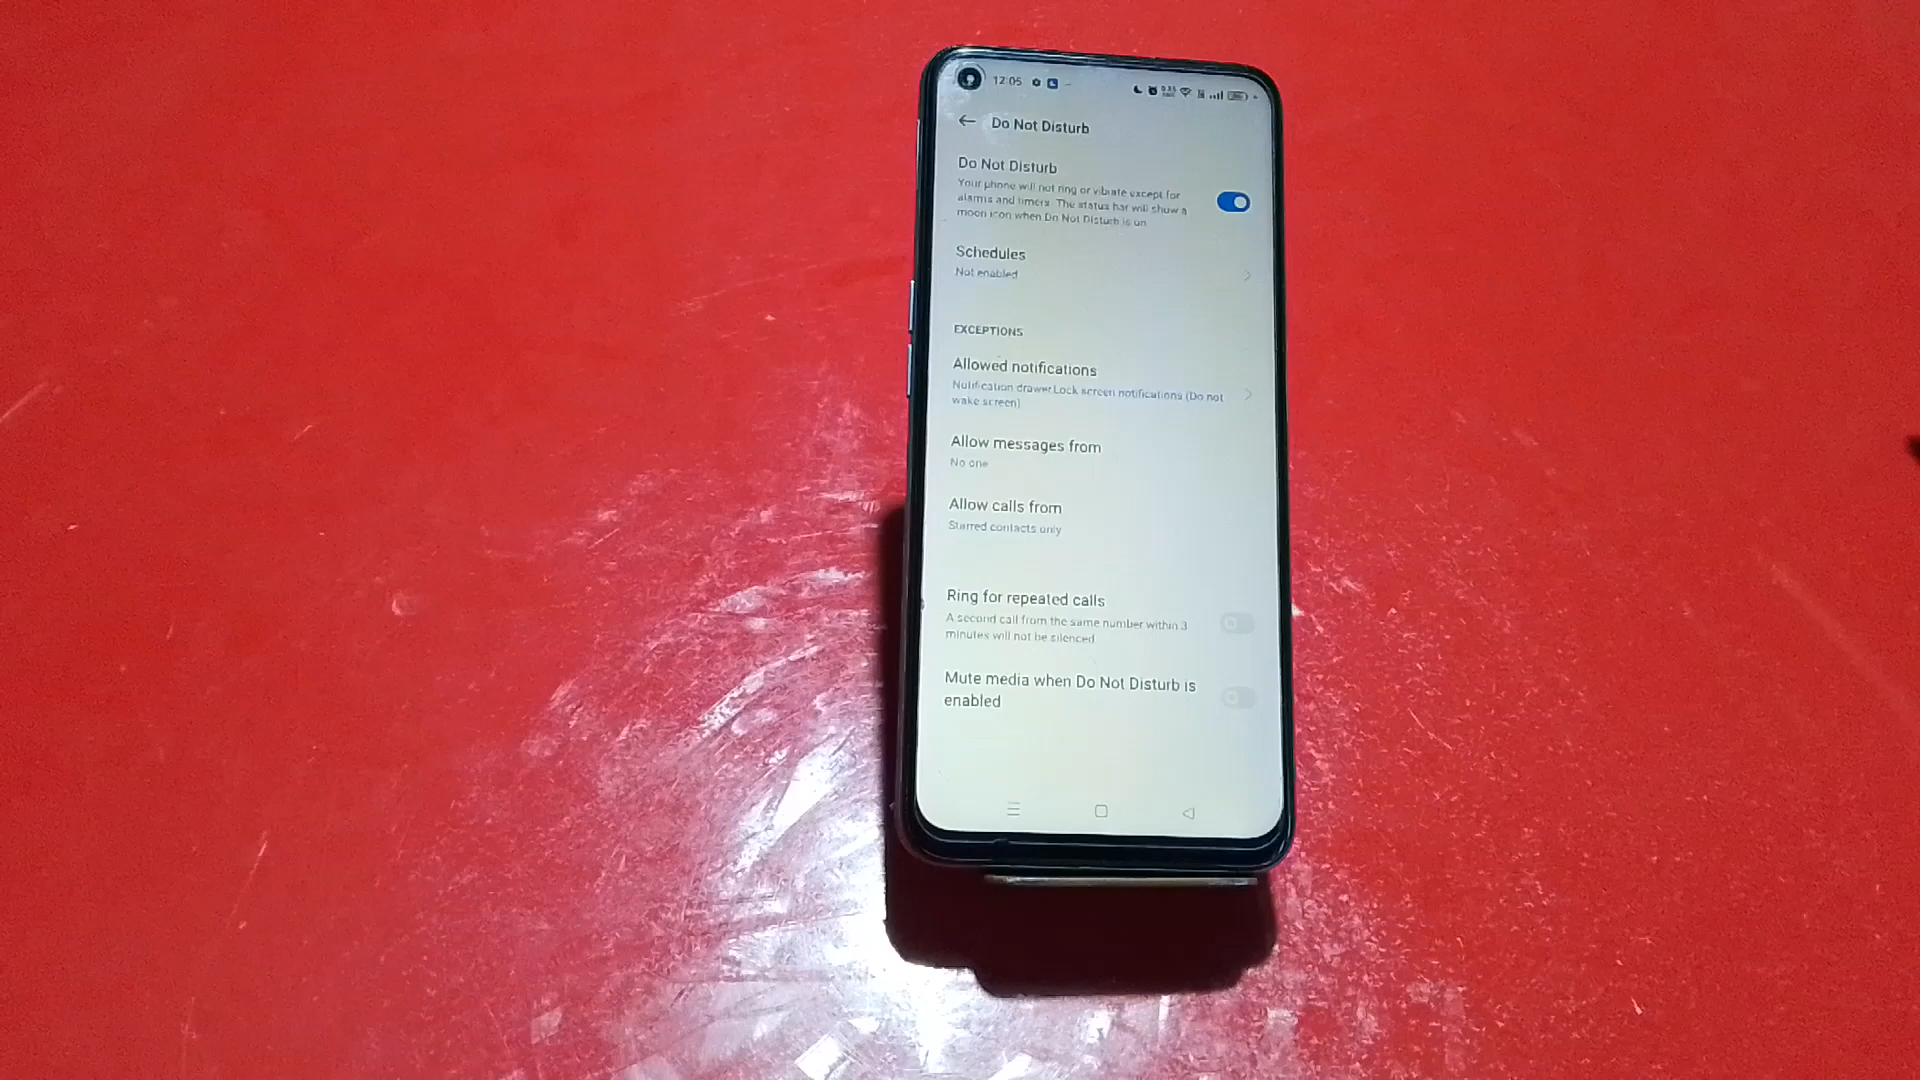 12:05
Do Not Disturb
Do Not Disturb
Your phone will not ring or vibrate except for
alarms and timers. The status bar will show a
moon icon when Do Not Disturb is on
Schedules
Not enabled
EXCEPTIONS
Allowed notifications
Notification drawer,Lock screen notifications (Do not
wake screen)
Allow messages from
No one
Allow calls from
Starred contacts only
Ring for repeated calls
A second call from the same number within 3
minutes will not be silenced
Mute media when Do Not Disturb is
enabled